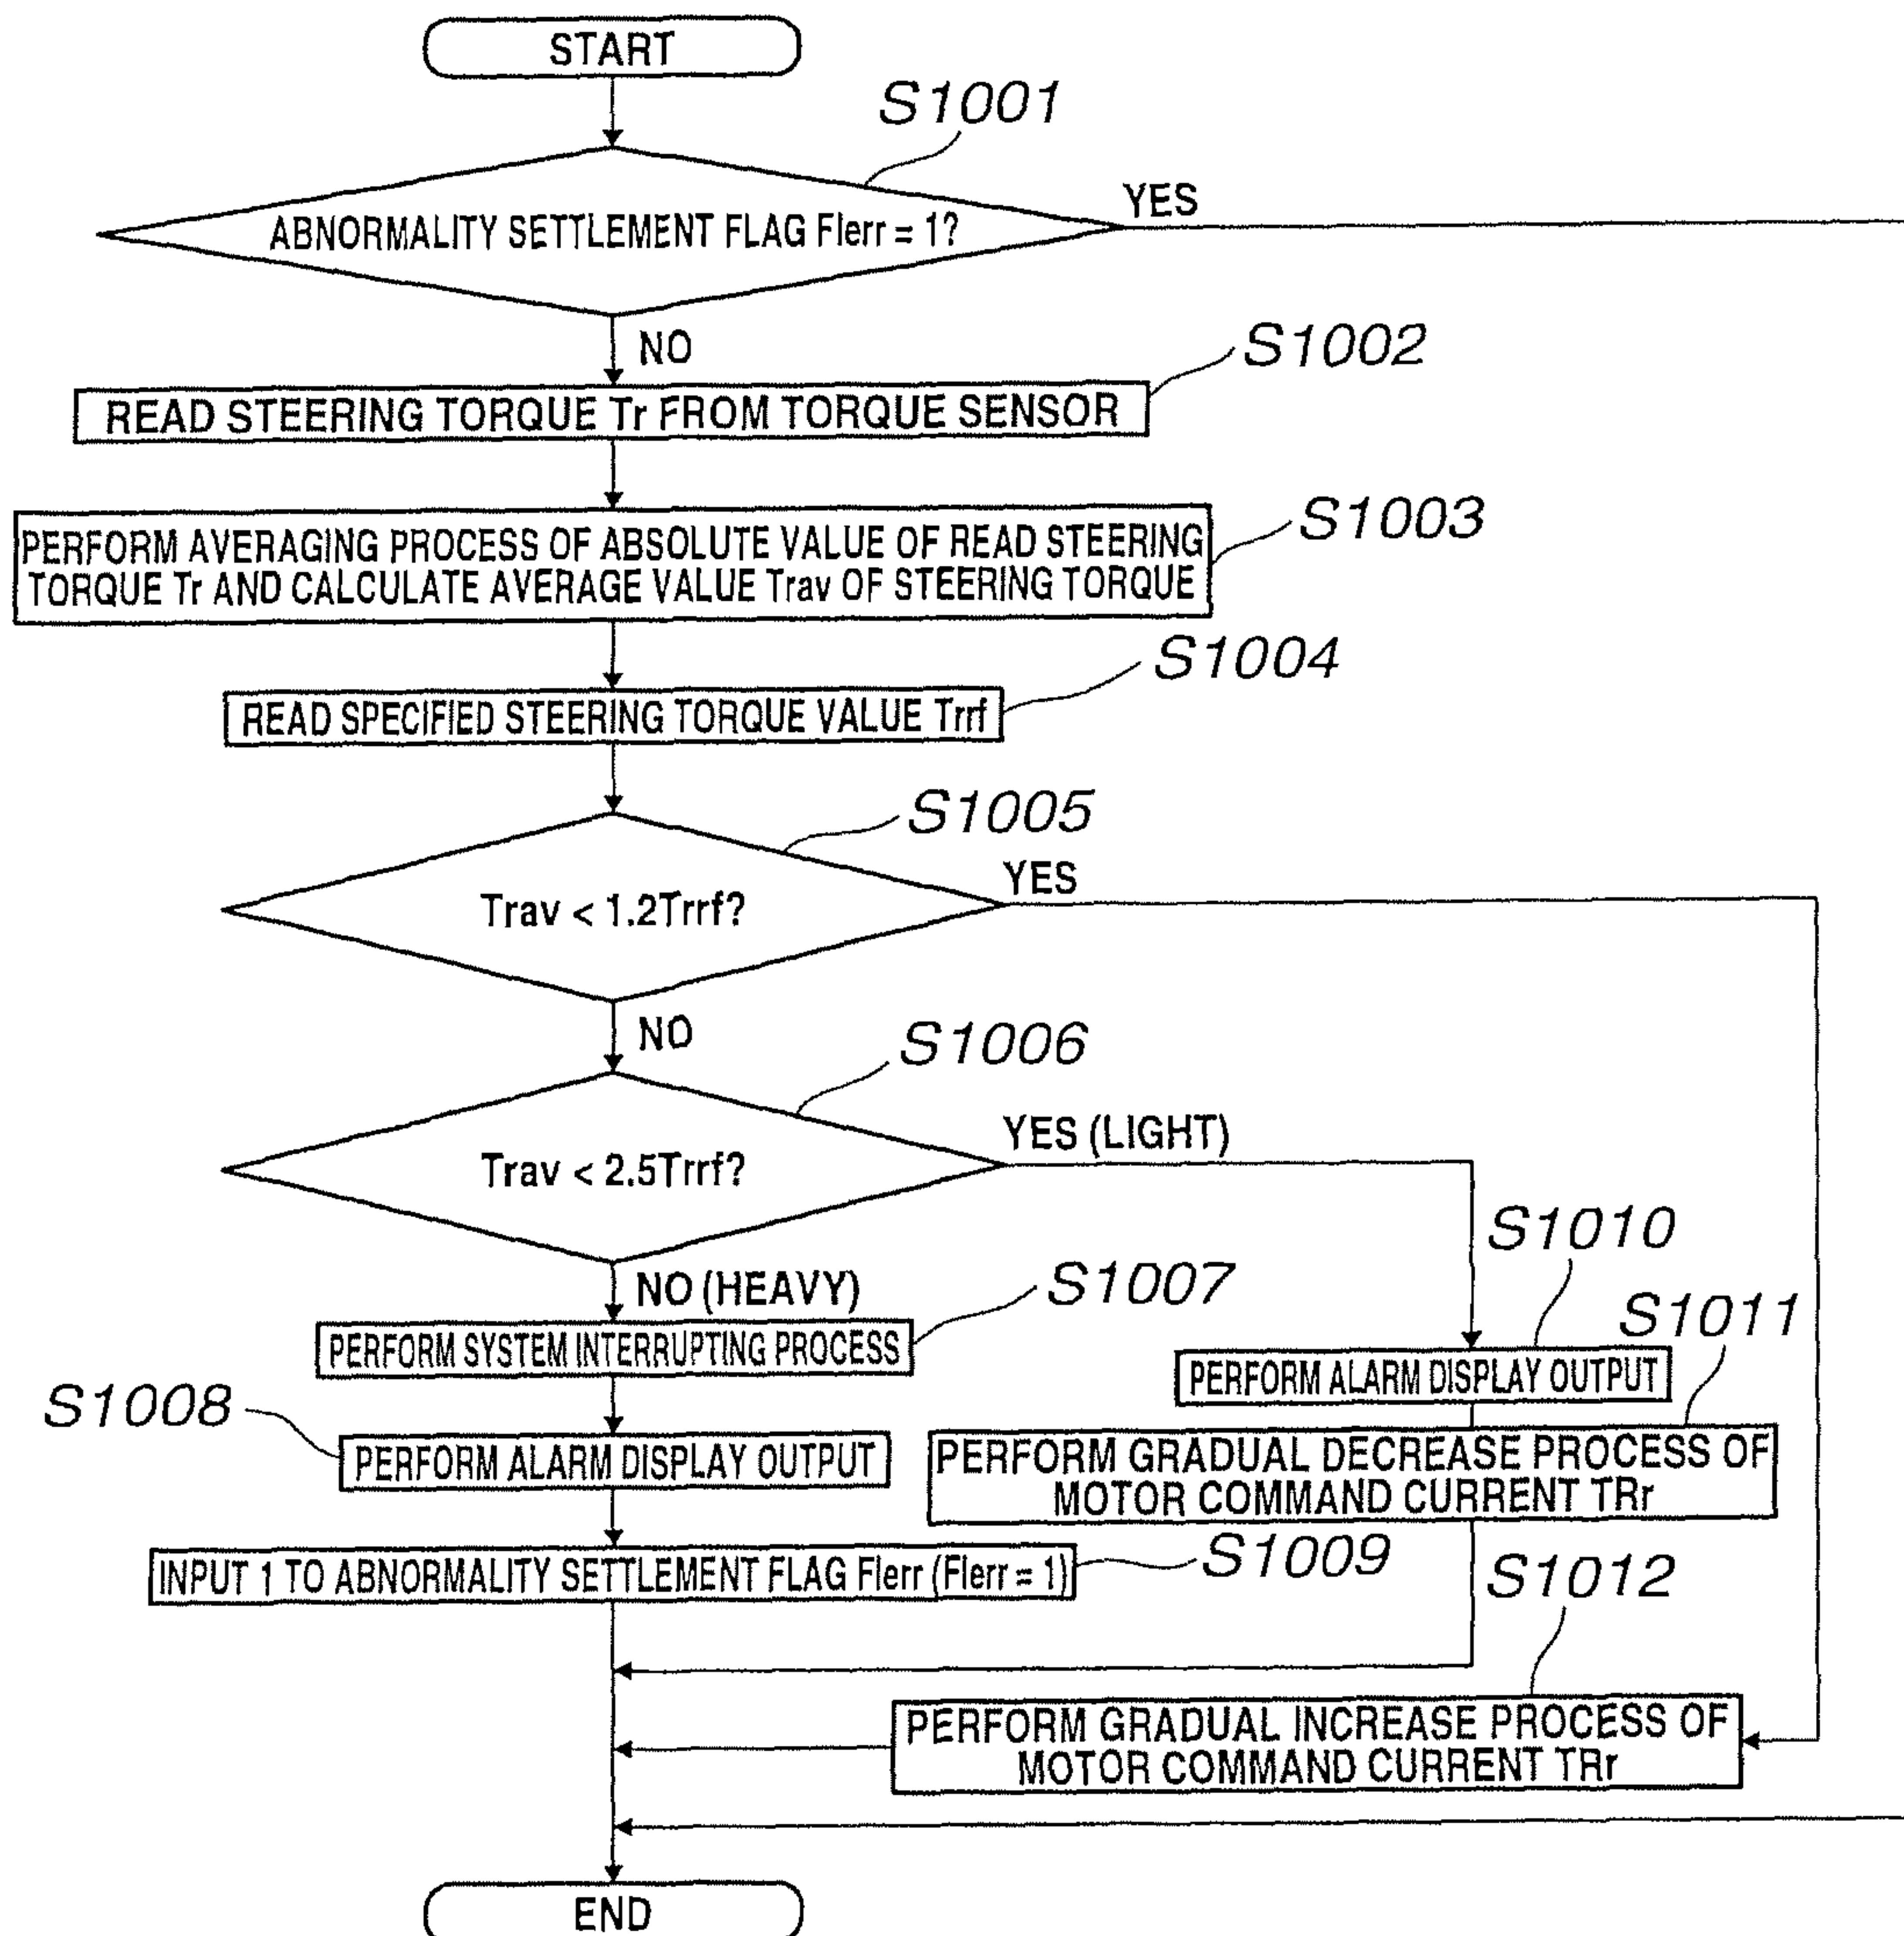 START
S1001
ABNORMALITY SETTLEMENT FLAG Flerr = 1?
YES
NO
S1002
READ STEERING TORQUE Tr FROM TORQUE SENSOR
S1003
PERFORM AVERAGING PROCESS OF ABSOLUTE VALUE OF READ STEERING
TORQUE Tr AND CALCULATE AVERAGE VALUE Trav OF STEERING TORQUE
S1004
READ SPECIFIED STEERING TORQUE VALUE Trrf
S1005
Trav < 1.2Trrf?
YES
NO
S1006
Trav < 2.5Trrf?
YES (LIGHT)
NO (HEAVY)
S1007
PERFORM SYSTEM INTERRUPTING PROCESS
S1008
PERFORM ALARM DISPLAY OUTPUT
S1009
INPUT 1 TO ABNORMALITY SETTLEMENT FLAG Flerr (Flerr = 1)
S1010
PERFORM ALARM DISPLAY OUTPUT
S1011
PERFORM GRADUAL DECREASE PROCESS OF
MOTOR COMMAND CURRENT TRr
S1012
PERFORM GRADUAL INCREASE PROCESS OF
MOTOR COMMAND CURRENT TRr
END